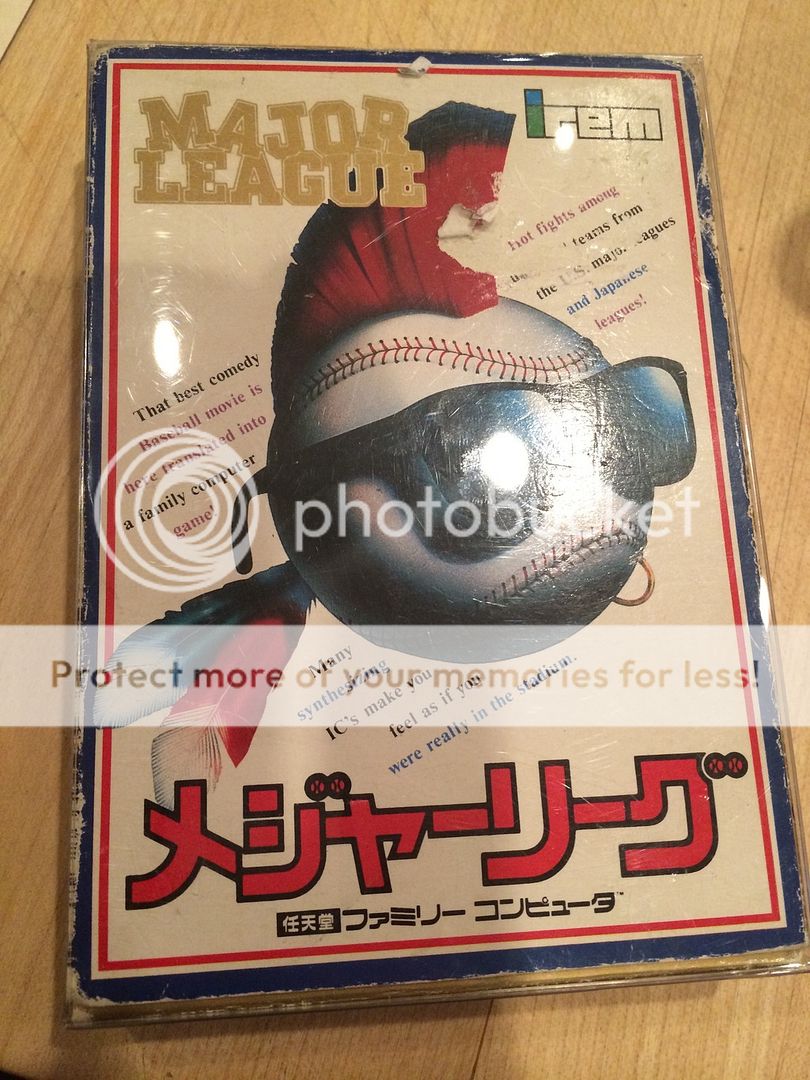 MAJOR
LEAGUE
irem
hot fights among
teams from
the U.S. major leagues
and Japanese
leagues!
That best comedy
Baseball movie is
here translated into
a family computer
game!
photobucket
Protect more of your memories for less!
Many
synthesizing
IC's make you
feel as if you
were really in the stadium.
メジャーリーグ
任天堂 ファミリー コンピュータ™